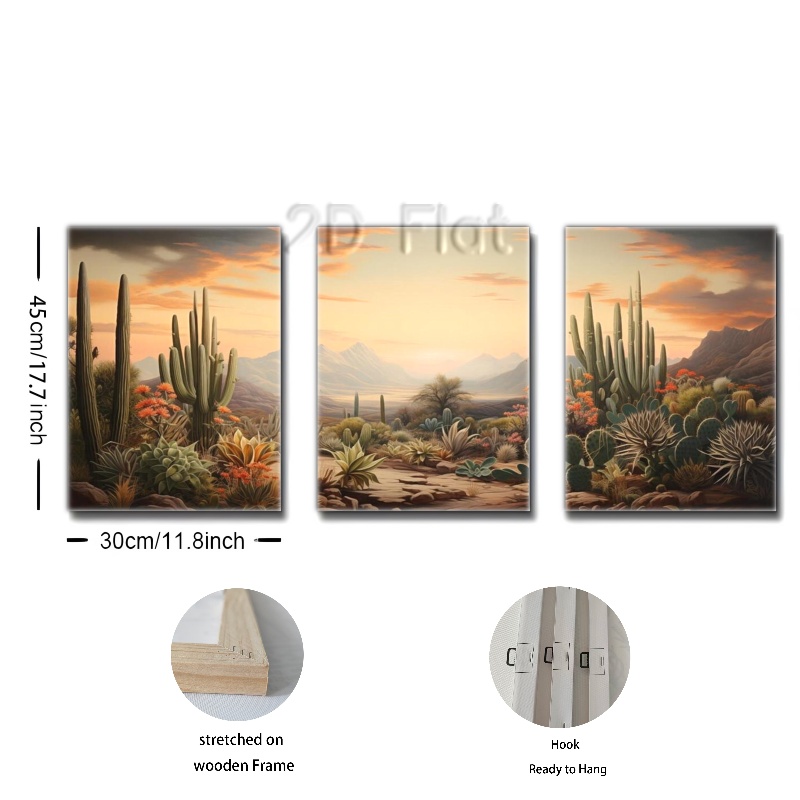 2D Flat
45cm/17.7inch
30cm/11.8inch
stretched on
wooden Frame
Hook
Ready to Hang